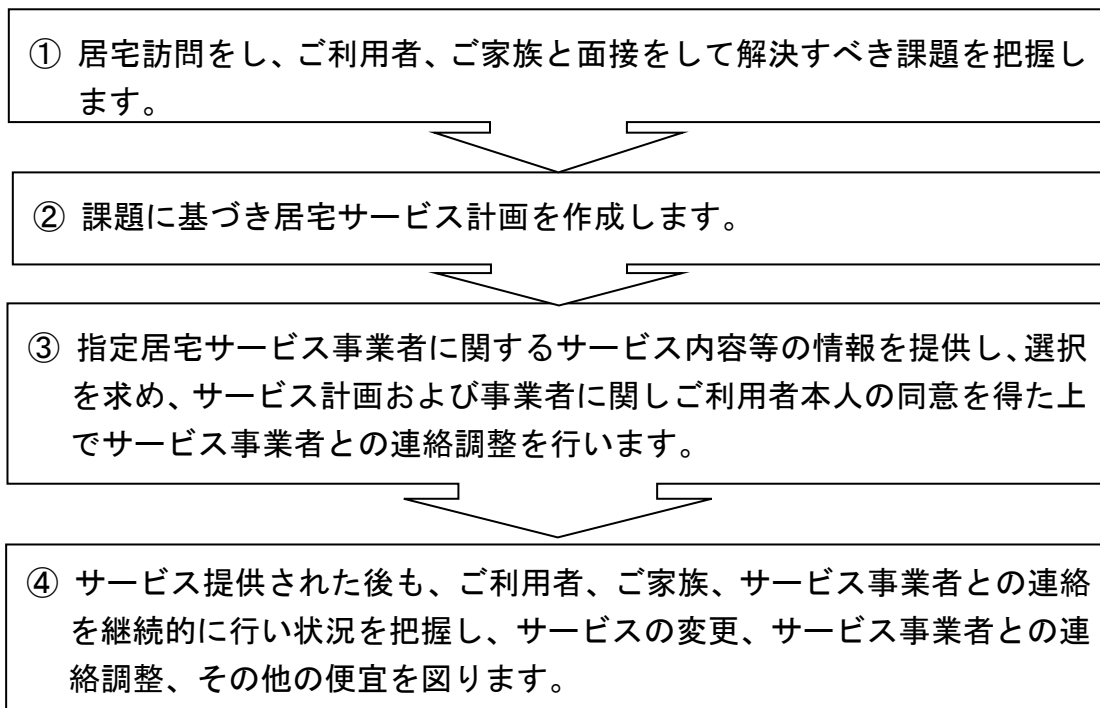 ① 居宅訪問をし、ご利用者、ご家族と面接をして解決すべき課題を把握し
ます。
② 課題に基づき居宅サービス計画を作成します。
③ 指定居宅サービス事業者に関するサービス内容等の情報を提供し、選択
を求め、サービス計画および事業者に関しご利用者本人の同意を得た上
でサービス事業者との連絡調整を行います。
④ サービス提供された後も、ご利用者、ご家族、サービス事業者との連絡
を継続的に行い状況を把握し、サービスの変更、サービス事業者との連
絡調整、その他の便宜を図ります。